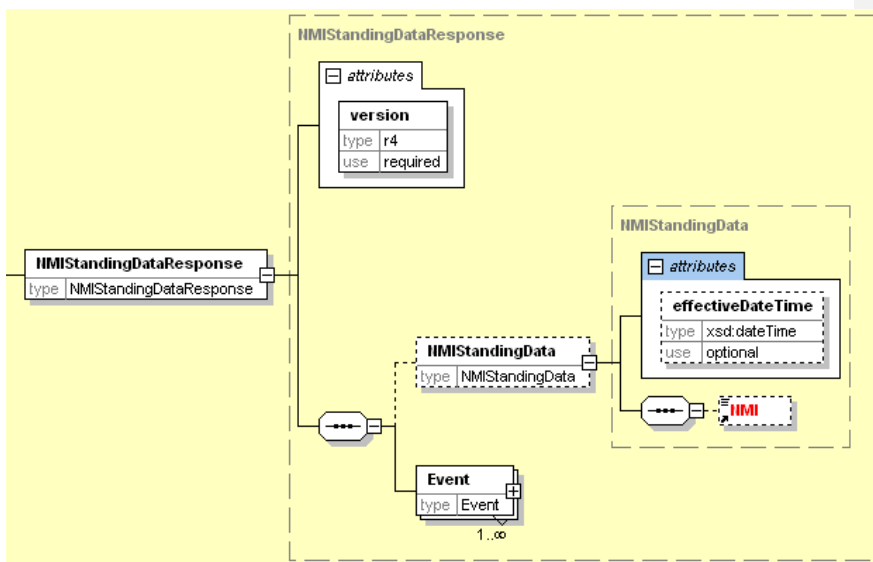 NMIStandingDataResponse
attributes
version
type r4
use required
NMIStandingData
NMIStandingDataResponse
type NMIStandingDataResponse
attributes
effectiveDateTime
type xsd:dateTime
use optional
NMIStandingData
type NMIStandingData
NMI
Event
type Event
1..∞